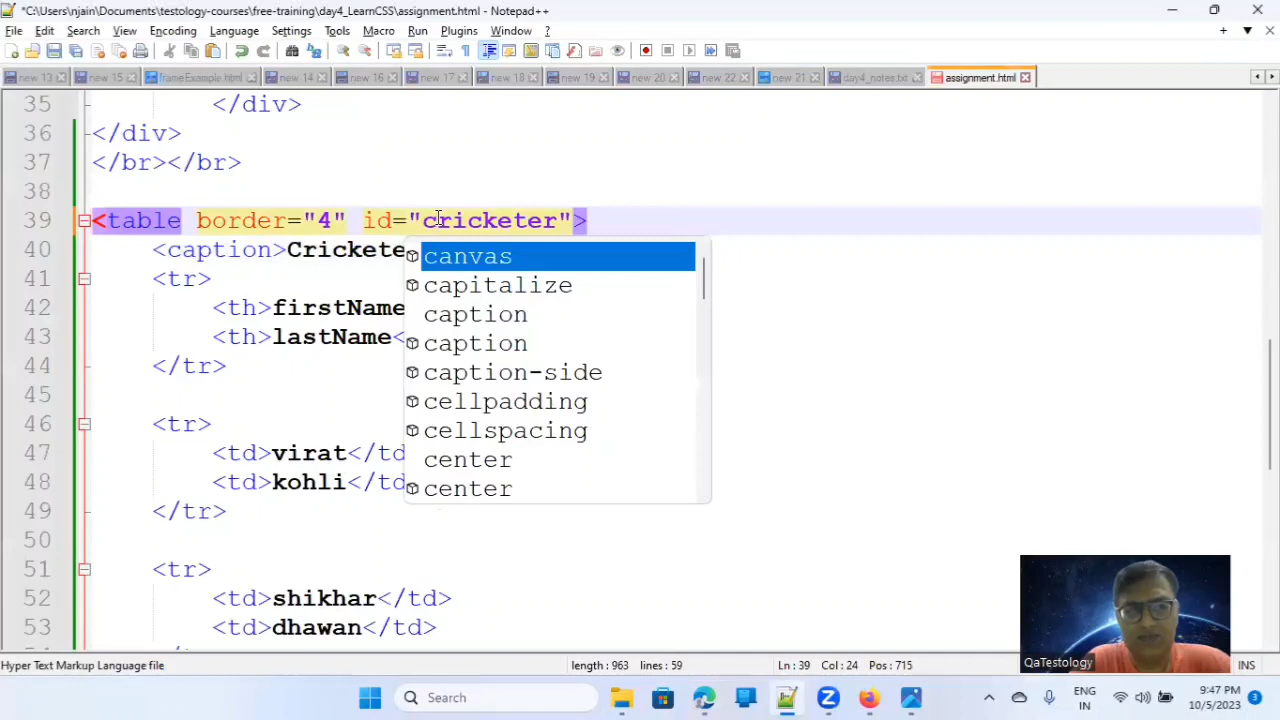 *C:\Users\njain\Documents\testology-courses\free-training\day4_LearnCSS\assignment.html - Notepad++
File Edit Search View Encoding Language Settings Tools Macro Run Plugins Window ?
new 13 new 15 frameExample.html new 14 new 16 new 17 new 18 new 19 new 20 new 22 new 21 day4_notes.txt assignment.html
35 </div>
36 </div>
37 </br></br>
38
39 <table border="4" id="cricketer">
40 <caption>Crickete
canvas
41 <tr>
capitalize
42 <th>firstName
caption
43 <th>lastName<
caption
44 </tr>
caption-side
45
cellpadding
46 <tr>
cellspacing
47 <td>virat</td
center
48 <td>kohli</td
center
49 </tr>
50
51 <tr>
52 <td>shikhar</td>
53 <td>dhawan</td>
QaTestology
Hyper Text Markup Language file length : 963 lines : 59 Ln : 39 Col : 24 Pos : 715 INS
Search
ENG
IN
9:47 PM
10/5/2023
3